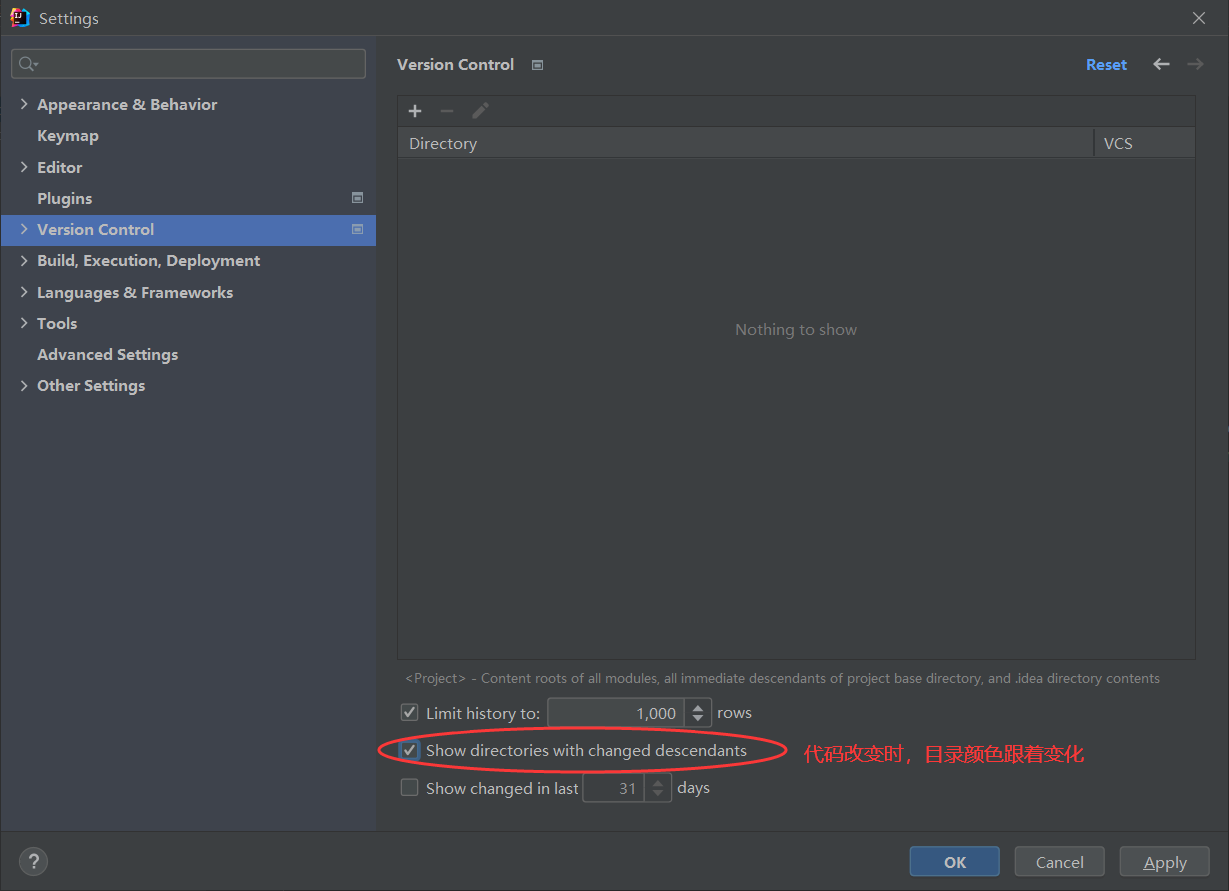 Settings
Appearance & Behavior
Keymap
Editor
Plugins
Version Control
Build, Execution, Deployment
Languages & Frameworks
Tools
Advanced Settings
Other Settings
Version Control
Reset
Directory VCS
Nothing to show
<Project> - Content roots of all modules, all immediate descendants of project base directory, and .idea directory contents
Limit history to: 1,000 rows
Show directories with changed descendants 代码改变时，目录颜色跟着变化
Show changed in last 31 days
? OK Cancel Apply